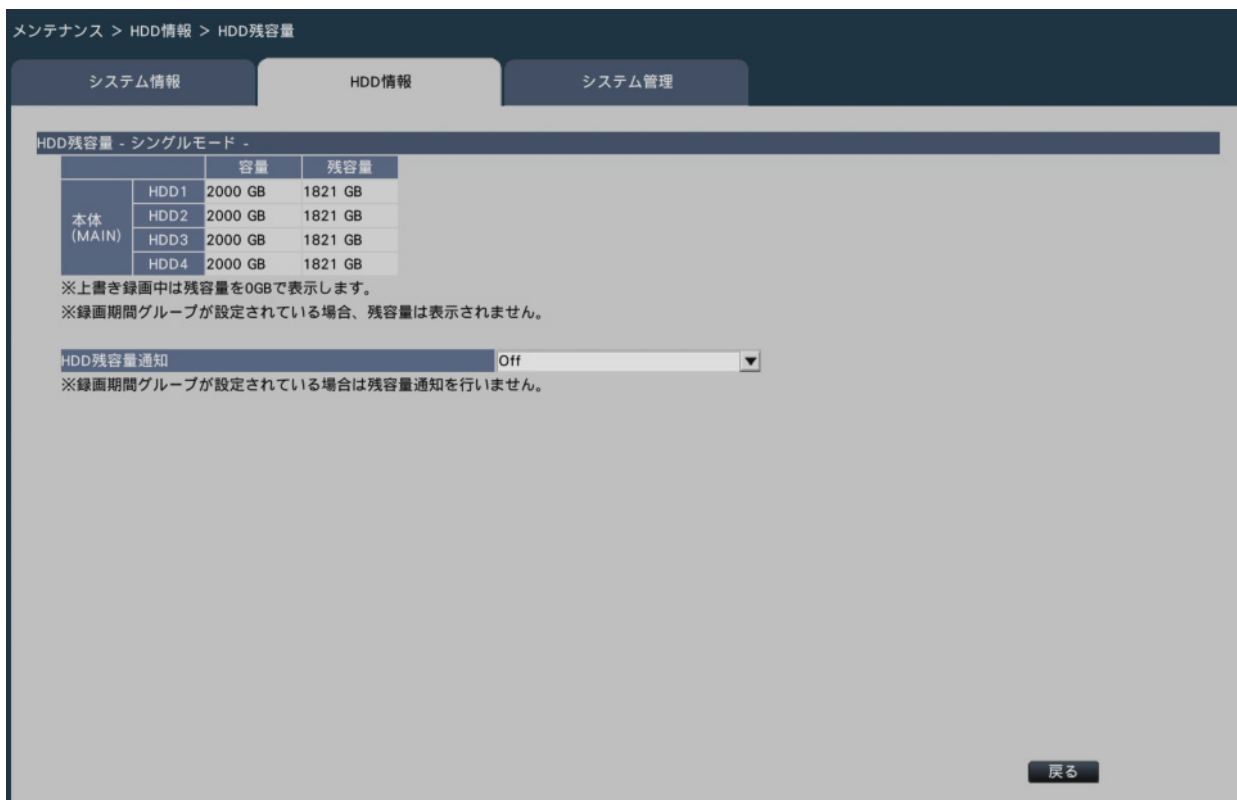 メンテナンス > HDD情報 > HDD残容量
システム情報 HDD情報 システム管理
HDD残容量 - シングルモード -
容量 残容量
本体(MAIN) HDD1 2000 GB 1821 GB
HDD2 2000 GB 1821 GB
HDD3 2000 GB 1821 GB
HDD4 2000 GB 1821 GB
※上書き録画中は残容量を0GBで表示します。
※録画期間グループが設定されている場合、残容量は表示されません。
HDD残容量通知 Off
※録画期間グループが設定されている場合は残容量通知を行いません。
戻る